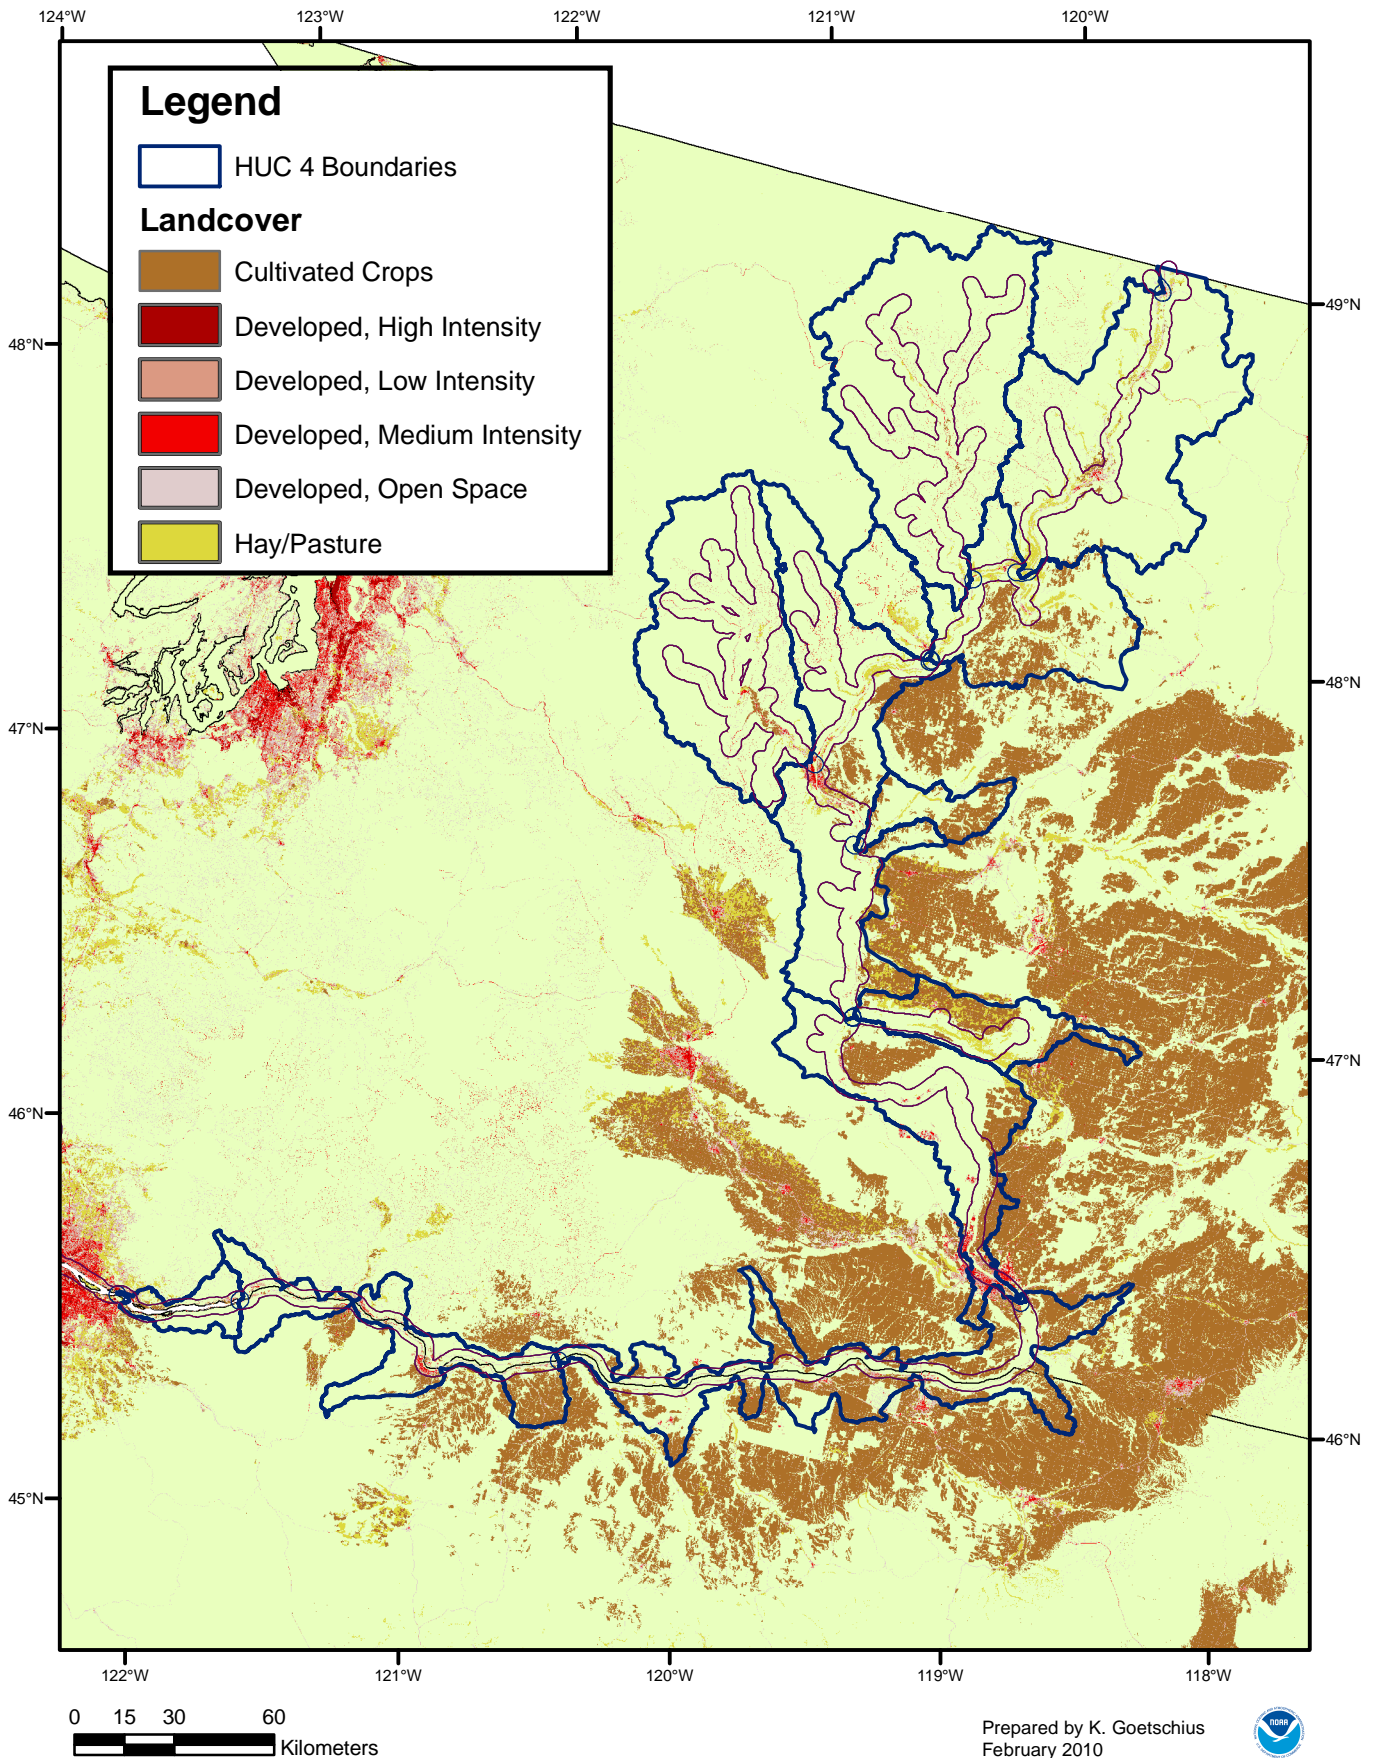 124°W 123°W 122°W 121°W 120°W
Legend
HUC 4 Boundaries
Landcover
Cultivated Crops
Developed, High Intensity
Developed, Low Intensity
Developed, Medium Intensity
Developed, Open Space
Hay/Pasture
49°N
48°N
48°N
47°N
47°N
46°N
46°N
45°N
122°W 121°W 120°W 119°W 118°W
0 15 30 60
Kilometers
Prepared by K. Goetschius
February 2010
NOAA